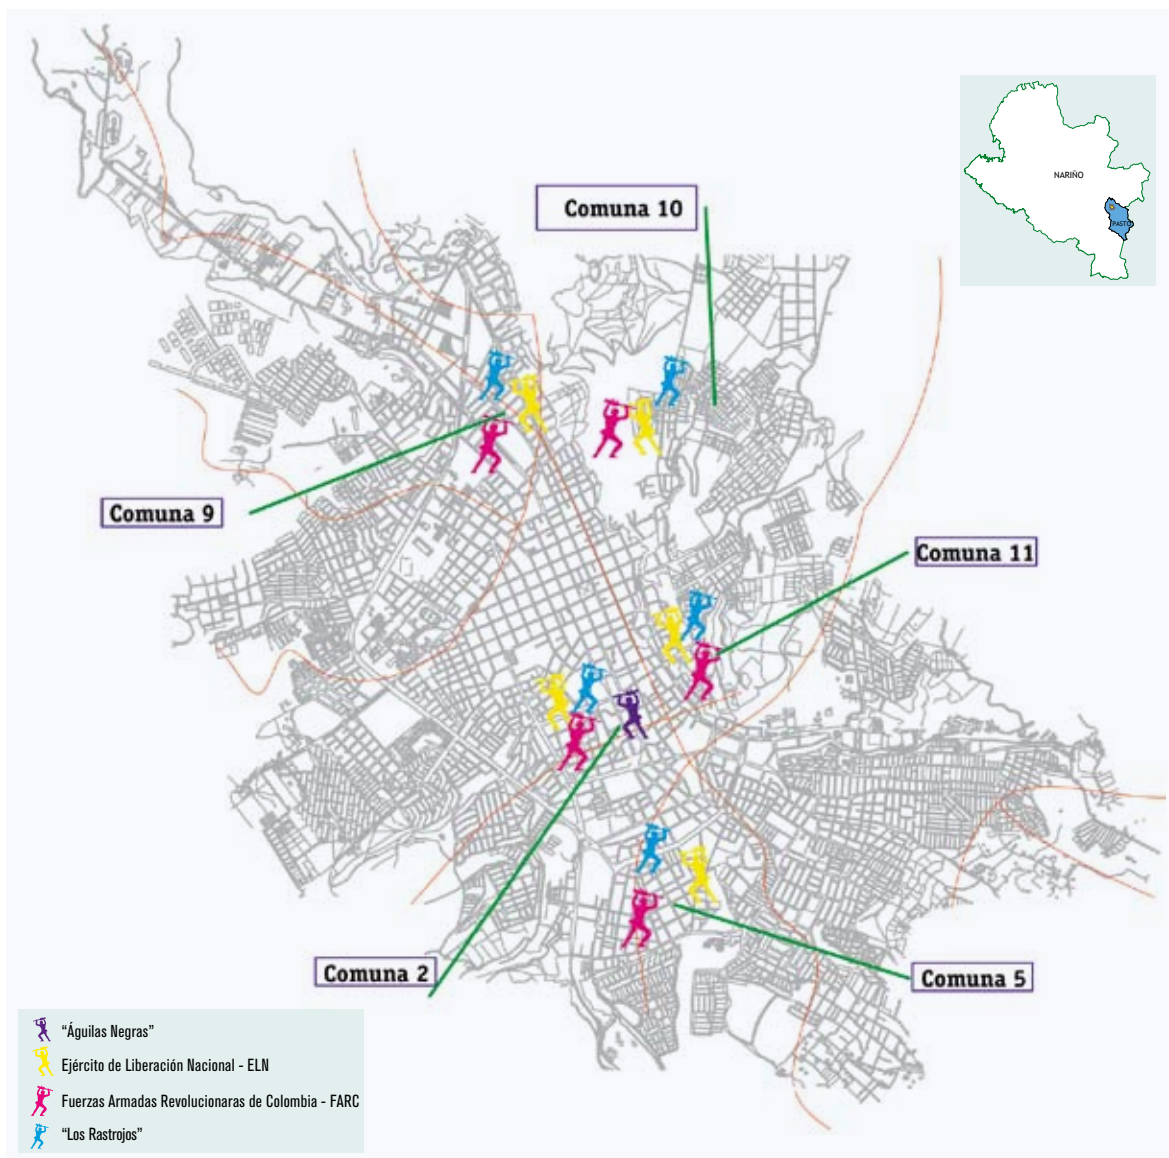 NARIÑO
PASTO
Comuna 10
Comuna 9
Comuna 11
Comuna 2
Comuna 5
“Águilas Negras”
Ejército de Liberación Nacional - ELN
Fuerzas Armadas Revolucionaras de Colombia - FARC
“Los Rastrojos”